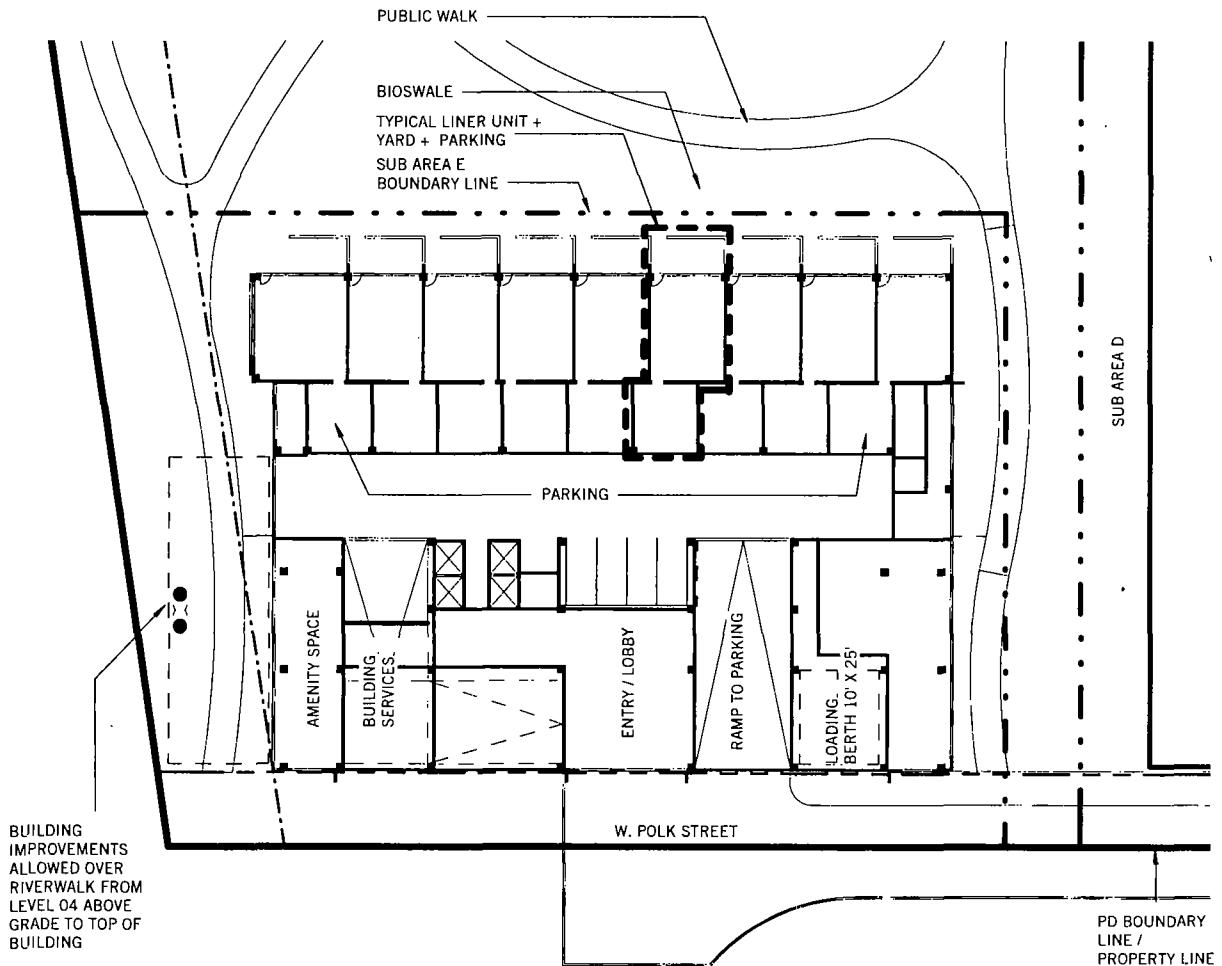 PUBLIC WALK
BIOSWALE
TYPICAL LINER UNIT +
YARD + PARKING
SUB AREA E
BOUNDARY LINE
SUB AREA D
PARKING
AMENITY SPACE
BUILDING
SERVICES
ENTRY / LOBBY
RAMP TO PARKING
LOADING
BERTH 10' X 25'
W. POLK STREET
BUILDING
IMPROVEMENTS
ALLOWED OVER
RIVERWALK FROM
LEVEL 04 ABOVE
GRADE TO TOP OF
BUILDING
PD BOUNDARY
LINE /
PROPERTY LINE